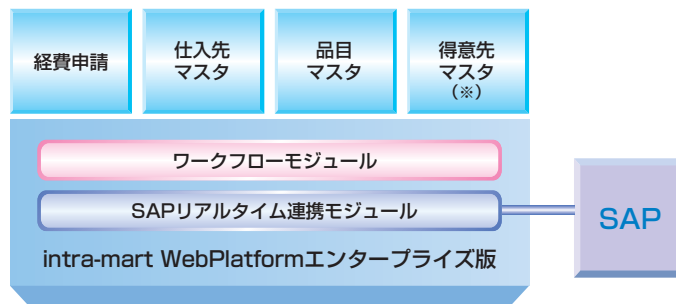 経費申請
仕入先
マスタ
品目
マスタ
得意先
マスタ
（※）
ワークフローモジュール
SAPリアルタイム連携モジュール
SAP
intra-mart WebPlatformエンタープライズ版